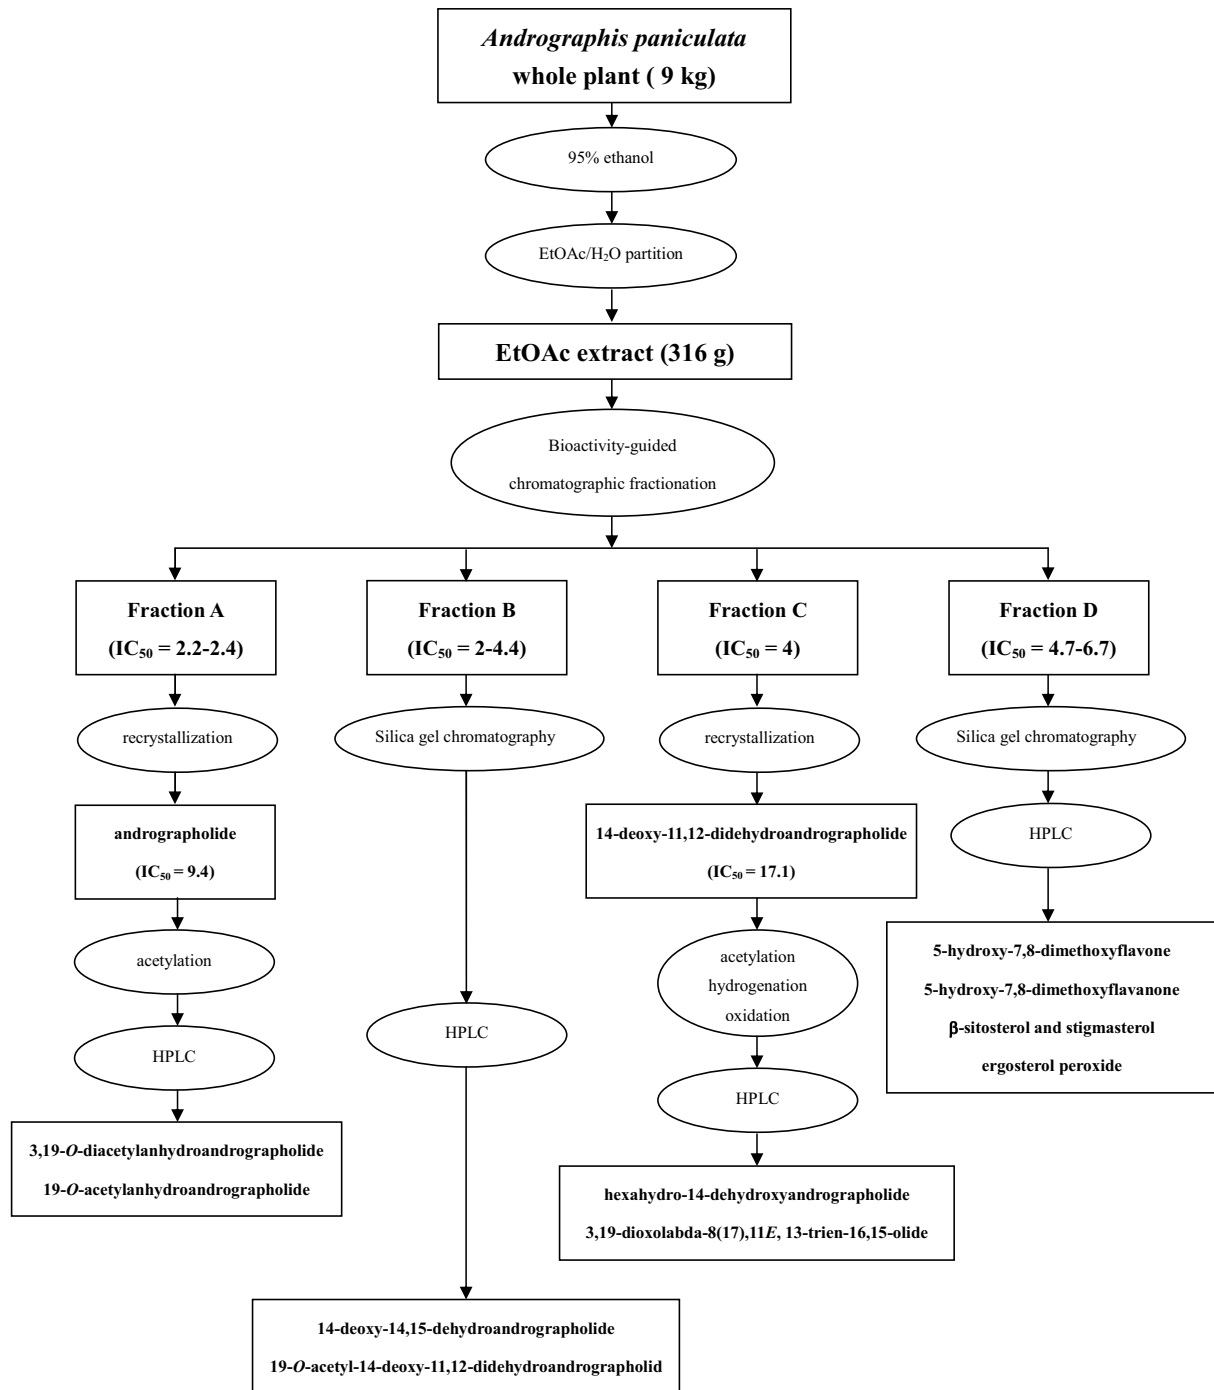 Andrographis paniculata
whole plant ( 9 kg)
95% ethanol
EtOAc/H₂O partition
EtOAc extract (316 g)
Bioactivity-guided
chromatographic fractionation
Fraction A
(IC₅₀ = 2.2-2.4)
Fraction B
(IC₅₀ = 2-4.4)
Fraction C
(IC₅₀ = 4)
Fraction D
(IC₅₀ = 4.7-6.7)
recrystallization
Silica gel chromatography
recrystallization
Silica gel chromatography
andrographolide
(IC₅₀ = 9.4)
14-deoxy-11,12-didehydroandrographolide
(IC₅₀ = 17.1)
HPLC
acetylation
acetylation
hydrogenation
oxidation
5-hydroxy-7,8-dimethoxyflavone
5-hydroxy-7,8-dimethoxyflavanone
β-sitosterol and stigmasterol
ergosterol peroxide
HPLC
HPLC
HPLC
3,19-O-diacetylanhydroandrographolide
19-O-acetylanhydroandrographolide
hexahydro-14-dehydroxyandrographolide
3,19-dioxolabda-8(17),11E, 13-trien-16,15-olide
14-deoxy-14,15-dehydroandrographolide
19-O-acetyl-14-deoxy-11,12-didehydroandrographolid